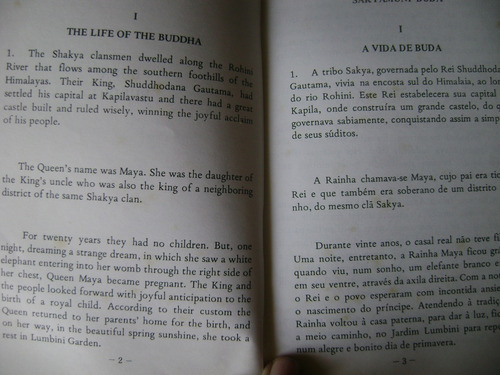 I
THE LIFE OF THE BUDDHA
1. The Shakya clansmen dwelled along the Rohini
River that flows among the southern foothills of the
Himalayas. Their King, Shuddhodana Gautama, had
settled his capital at Kapilavastu and there had a great
castle built and ruled wisely, winning the joyful acclaim
of his people.
The Queen's name was Maya. She was the daughter of
the King's uncle who was also the king of a neighboring
district of the same Shakya clan.
For twenty years they had no children. But, one
night, dreaming a strange dream, in which she saw a white
elephant entering into her womb through the right side of
her chest, Queen Maya became pregnant. The King and
the people looked forward with joyful anticipation to the
birth of a royal child. According to their custom the
Queen returned to her parents' home for the birth, and
on her way, in the beautiful spring sunshine, she took a
rest in Lumbini Garden.
– 2 –
I
A VIDA DE BUDA
1. A tribo Sakya, governada pelo Rei Shuddhod
Gautama, vivia na encosta sul do Himalaio, ao lon
do rio Rohini. Este Rei estabelecera sua capital
Kapila, onde construíra um grande castelo, do q
governava sabiamente, conquistando assim a simp
de seus súditos.
A Rainha chamava-se Maya, cujo pai era tio
Rei e que também era soberano de um distrito
nho, do mesmo clã Sakya.
Durante vinte anos, o casal real não teve fi
Uma noite, entretanto, a Rainha Maya ficou grá
quando viu, num sonho, um elefante branco e
em seu ventre, através da axila direita. Com a no
o Rei e o povo esperaram com incontida ansie
o nascimento do príncipe. Atendendo à tradiç
Rainha voltou à casa paterna, para dar à luz, fi
a meio caminho, no Jardim Lumbini para repo
num alegre e bonito dia de primavera.
– 3 –